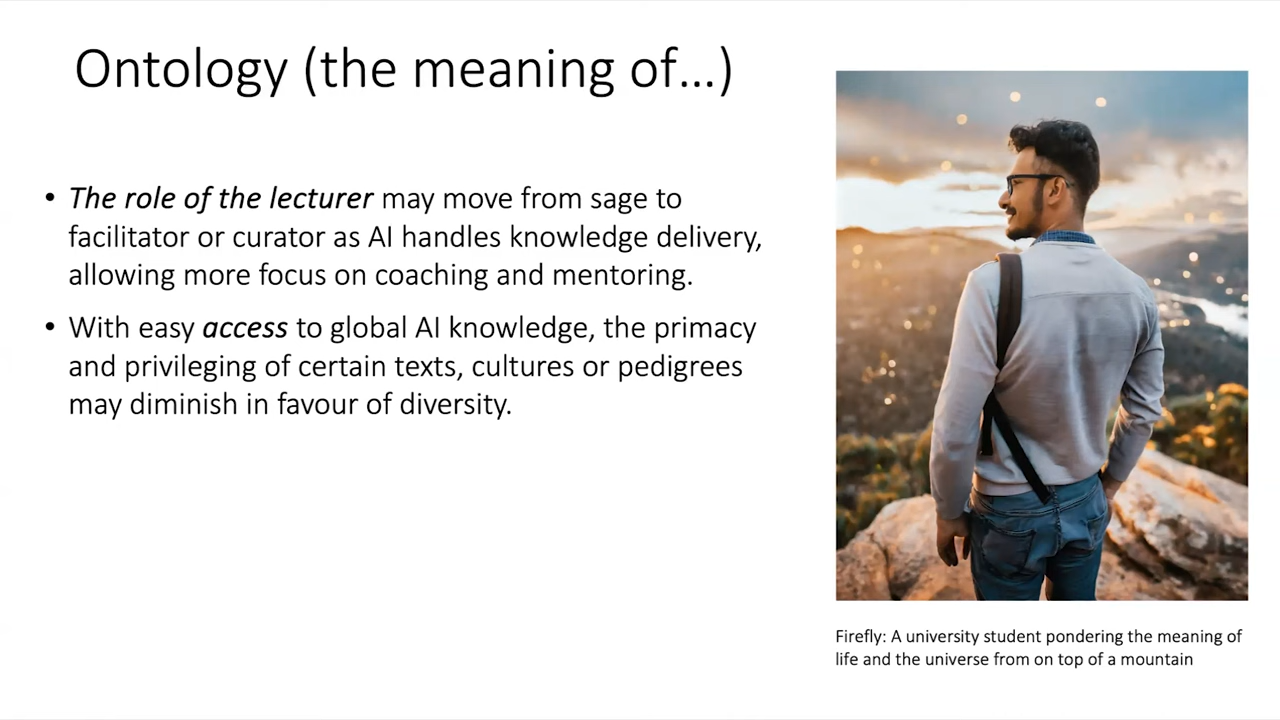 Ontology (the meaning of...)
• The role of the lecturer may move from sage to
facilitator or curator as AI handles knowledge delivery,
allowing more focus on coaching and mentoring.
• With easy access to global AI knowledge, the primacy
and privileging of certain texts, cultures or pedigrees
may diminish in favour of diversity.
Firefly: A university student pondering the meaning of
life and the universe from on top of a mountain